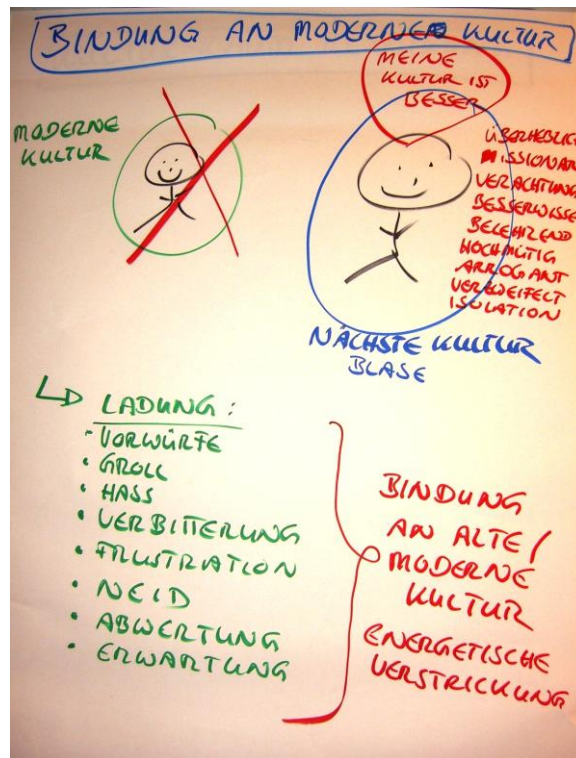 BINDUNG AN MODERNE KULTUR
MEINE
KULTUR IST
BESSER
MODERNE
KULTUR
ÜBERHEBLICH
MISSIONAR
VERACHTUNG
BESSERWISSER
BELEHREND
HOCHMÜTIG
ARROGANT
VERZWEIFELT
ISOLATION
NÄCHSTE KULTUR
BLASE
LADUNG:
- VORWÜRFE
• GROLL
• HASS
• VERBITTERUNG
• FRUSTRATION
• NEID
• ABWERTUNG
• ERWARTUNG
BINDUNG
AN ALTE/
MODERNE
KULTUR
ENERGETISCHE
VERSTRICKUNG